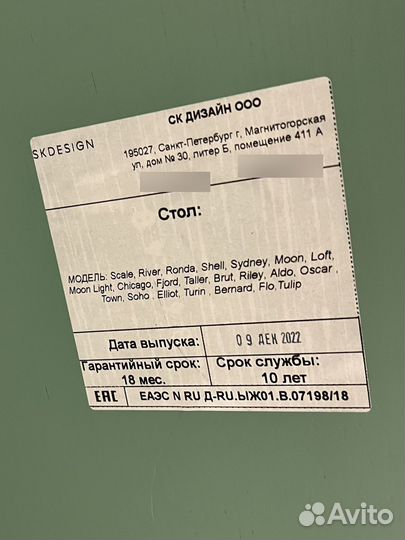 СК ДИЗАЙН ООО
SKDESIGN
195027, Санкт-Петербург г, Магнитогорская
ул, дом № 30, литер Б, помещение 411 А
Стол:
МОДЕЛЬ: Scale, River, Ronda, Shell, Sydney, Moon, Loft,
Moon Light, Chicago, Fjord, Taller, Brut, Riley, Aldo, Oscar ,
Town, Soho , Elliot, Turin , Bernard, Flo,Tulip
Дата выпуска: 09 ДЕК 2022
Гарантийный срок: Срок службы:
18 мес. 10 лет
ЕАС ЕАЭС N RU Д-RU.ЫЖ01.В.07198/18
Avito